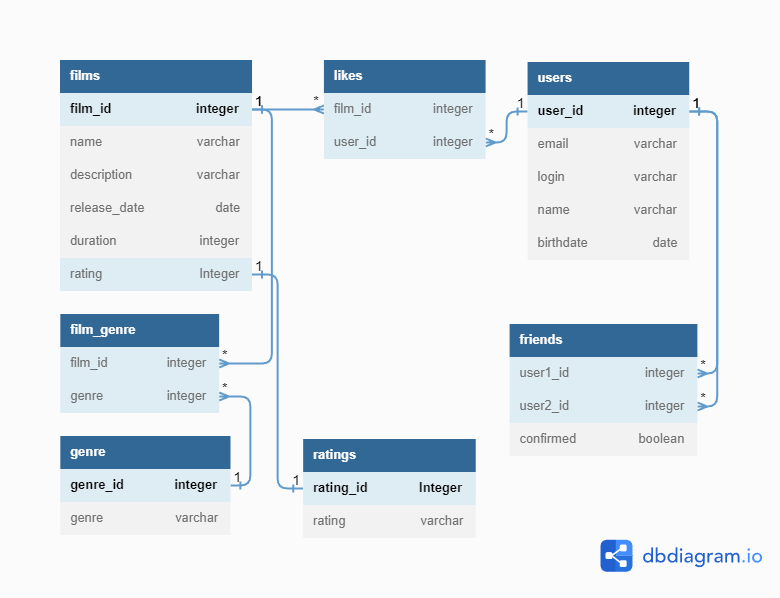 films
film_id integer
name varchar
description varchar
release_date date
duration integer
rating Integer
1
1
likes
film_id integer
user_id integer
*
*
users
user_id integer
email varchar
login varchar
name varchar
birthdate date
1
1
film_genre
film_id integer
genre integer
*
*
friends
user1_id integer
user2_id integer
confirmed boolean
*
*
genre
genre_id integer
genre varchar
1
ratings
rating_id Integer
rating varchar
1
dbdiagram.io